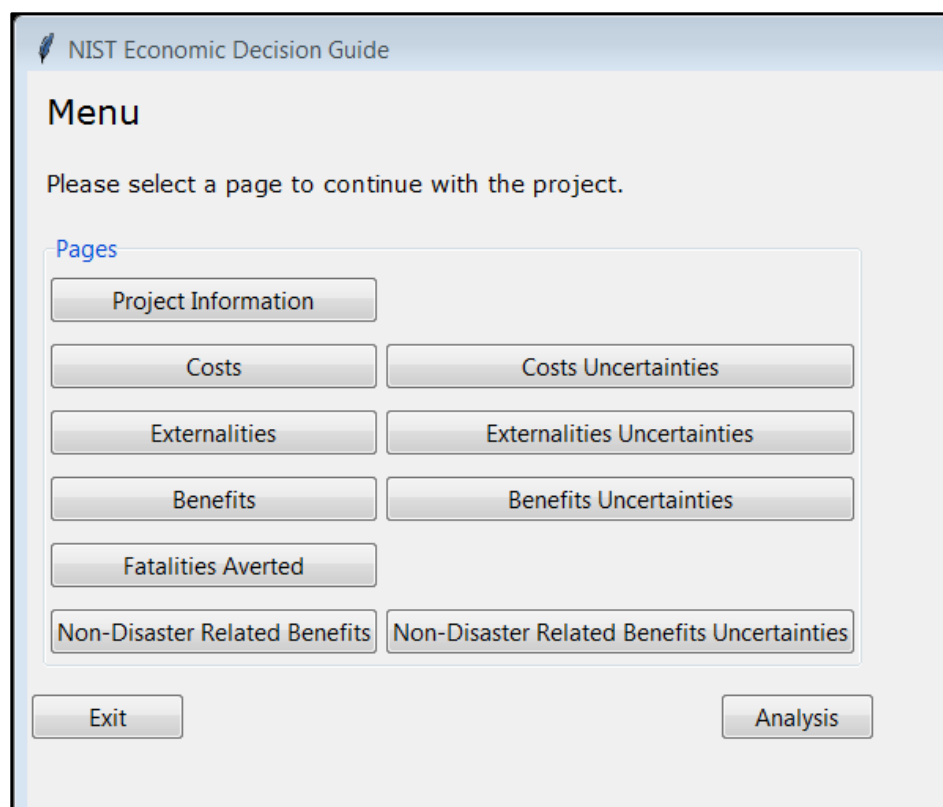 NIST Economic Decision Guide
Menu
Please select a page to continue with the project.
Pages
Project Information
Costs Costs Uncertainties
Externalities Externalities Uncertainties
Benefits Benefits Uncertainties
Fatalities Averted
Non-Disaster Related Benefits Non-Disaster Related Benefits Uncertainties
Exit Analysis